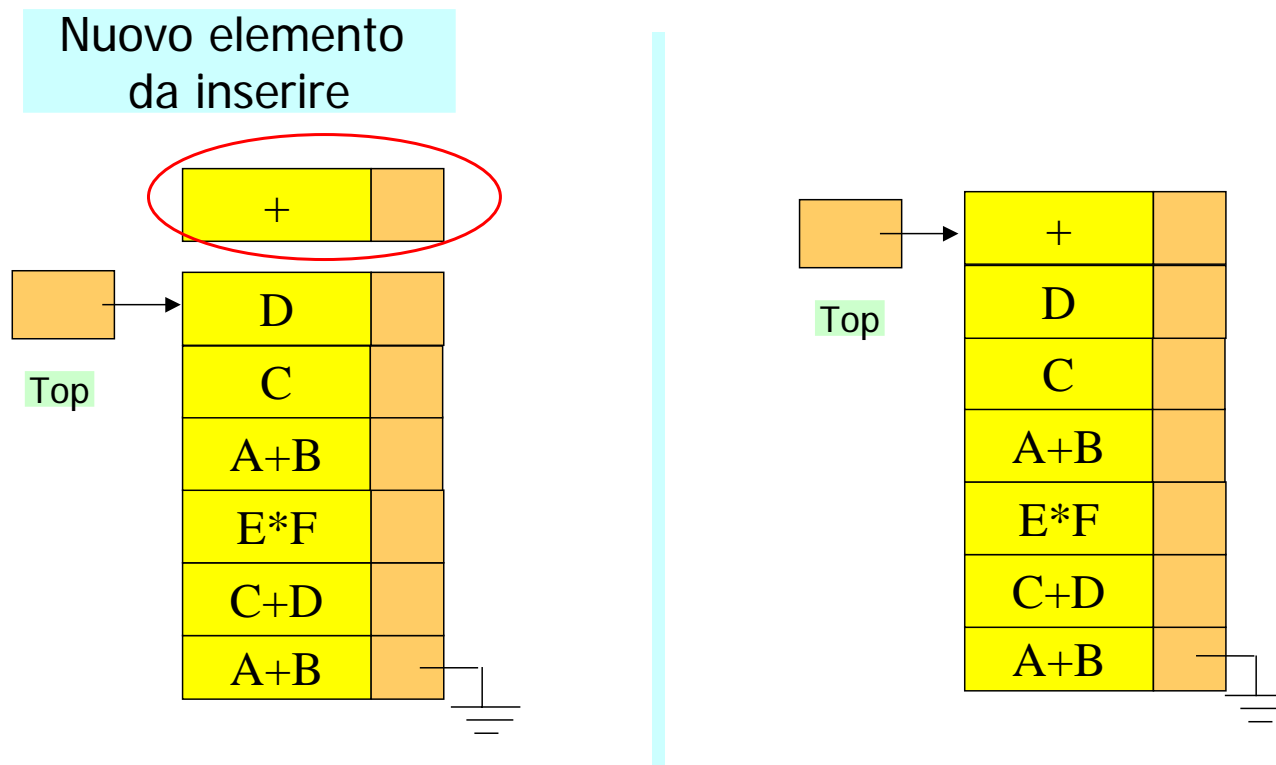 Nuovo elemento
da inserire
+
D
Top
C
A+B
E*F
C+D
A+B
+
Top
D
C
A+B
E*F
C+D
A+B